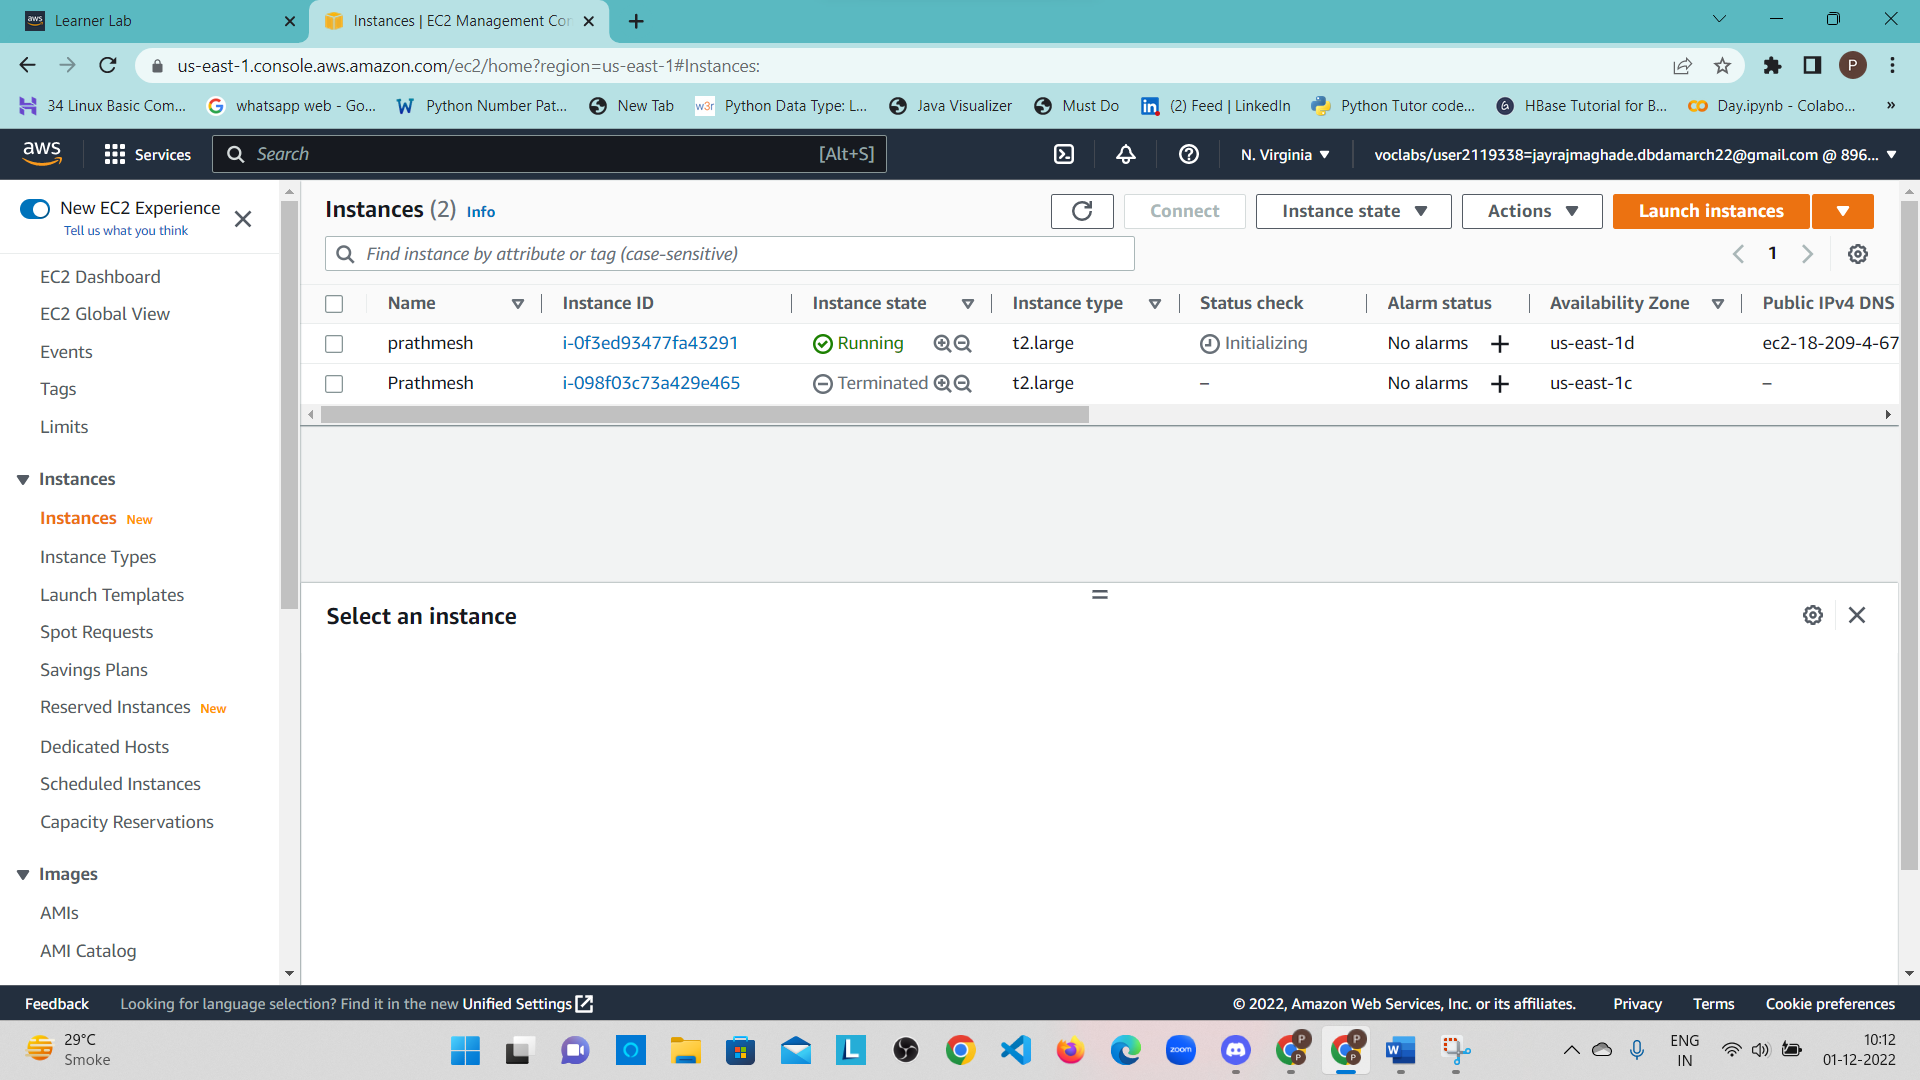 Learner Lab
Instances | EC2 Management Con
us-east-1.console.aws.amazon.com/ec2/home?region=us-east-1#Instances:
P
34 Linux Basic Com...
whatsapp web - Go...
Python Number Pat...
New Tab
w3r Python Data Type: L...
Java Visualizer
Must Do
(2) Feed | LinkedIn
Python Tutor code...
HBase Tutorial for B...
Day.ipynb - Colabo...
»
aws
Services
Search [Alt+S]
N. Virginia
voclabs/user2119338=jayrajmaghade.dbdamarch22@gmail.com @ 896...
New EC2 Experience
Tell us what you think
EC2 Dashboard
EC2 Global View
Events
Tags
Limits
Instances
Instances New
Instance Types
Launch Templates
Spot Requests
Savings Plans
Reserved Instances New
Dedicated Hosts
Scheduled Instances
Capacity Reservations
Images
AMIs
AMI Catalog
Instances (2) Info
Connect
Instance state
Actions
Launch instances
Find instance by attribute or tag (case-sensitive)
1
Name Instance ID Instance state Instance type Status check Alarm status Availability Zone Public IPv4 DNS
prathmesh i-0f3ed93477fa43291 Running t2.large Initializing No alarms + us-east-1d ec2-18-209-4-67
Prathmesh i-098f03c73a429e465 Terminated t2.large – No alarms + us-east-1c –
Select an instance
Feedback Looking for language selection? Find it in the new Unified Settings
© 2022, Amazon Web Services, Inc. or its affiliates. Privacy Terms Cookie preferences
29°C
Smoke
zoom
ENG
IN
10:12
01-12-2022